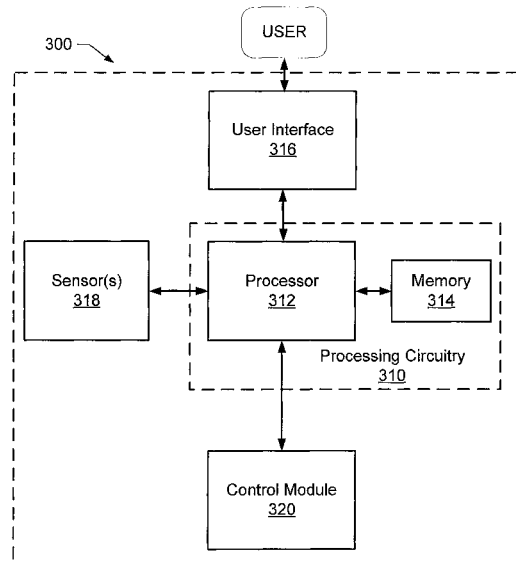 USER
300
User Interface
316
Sensor(s)
318
Processor
312
Memory
314
Processing Circuitry
310
Control Module
320